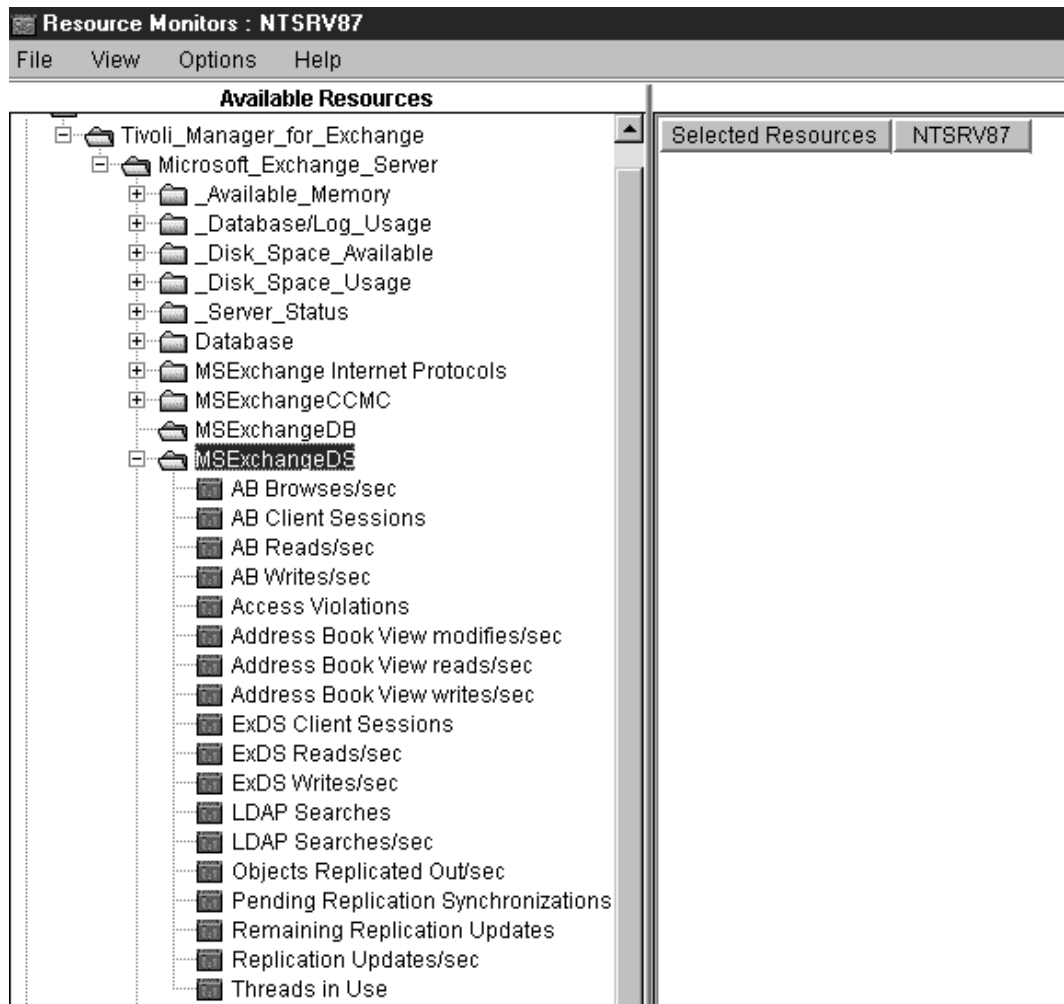 Resource Monitors : NTSRV87
File View Options Help
Available Resources
Selected Resources NTSRV87
Tivoli_Manager_for_Exchange
Microsoft_Exchange_Server
_Available_Memory
_Database/Log_Usage
_Disk_Space_Available
_Disk_Space_Usage
_Server_Status
Database
MSExchange Internet Protocols
MSExchangeCCMC
MSExchangeDB
MSExchangeDS
AB Browses/sec
AB Client Sessions
AB Reads/sec
AB Writes/sec
Access Violations
Address Book View modifies/sec
Address Book View reads/sec
Address Book View writes/sec
ExDS Client Sessions
ExDS Reads/sec
ExDS Writes/sec
LDAP Searches
LDAP Searches/sec
Objects Replicated Out/sec
Pending Replication Synchronizations
Remaining Replication Updates
Replication Updates/sec
Threads in Use